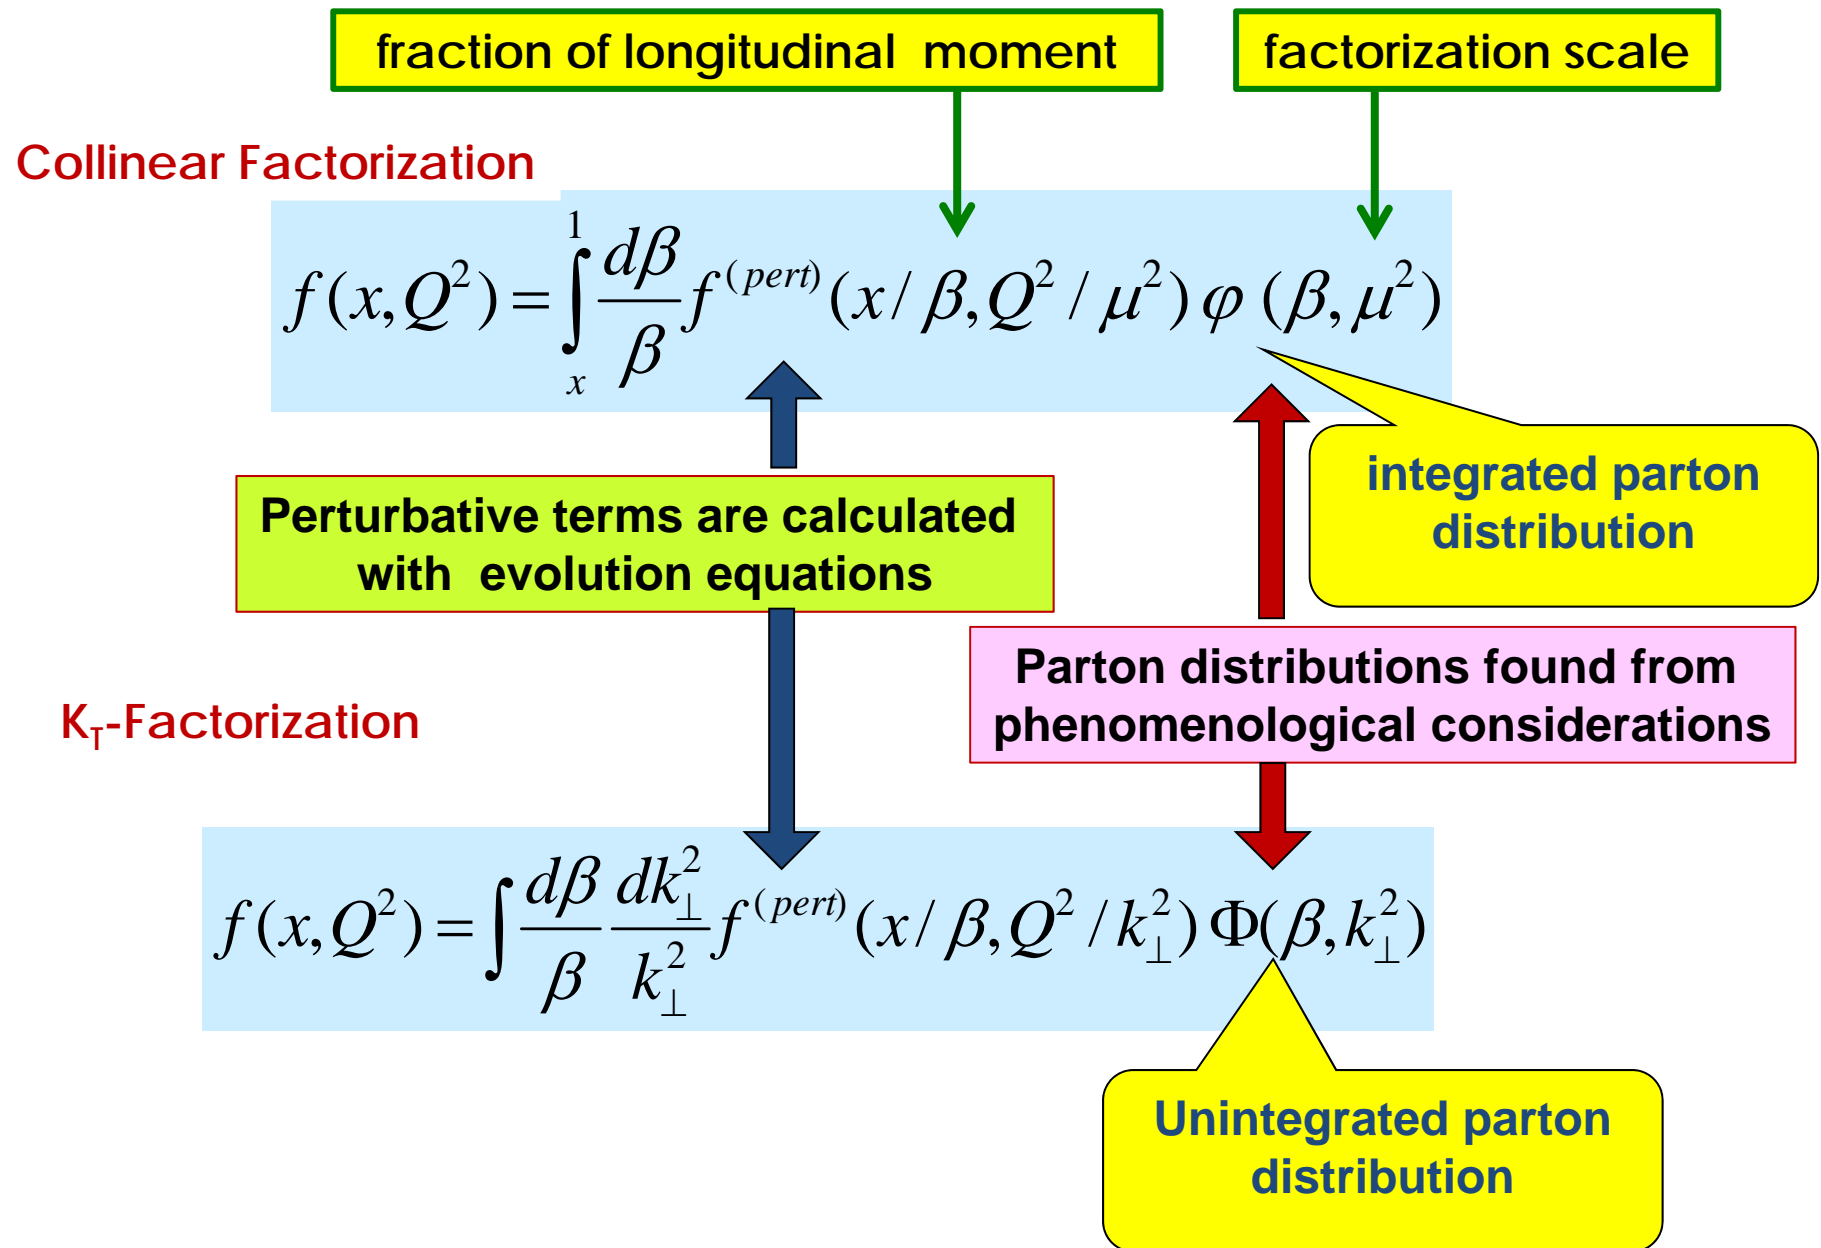 fraction of longitudinal moment
factorization scale
Collinear Factorization
f(x,Q²) = ∫ₓ¹ dβ/β f^(pert) (x/β,Q²/μ²) φ (β,μ²)
integrated parton
distribution
Perturbative terms are calculated
with evolution equations
Parton distributions found from
phenomenological considerations
K_T-Factorization
f(x,Q²) = ∫ dβ/β dk⊥²/k⊥² f^(pert) (x/β,Q²/k⊥²) Φ(β,k⊥²)
Unintegrated parton
distribution